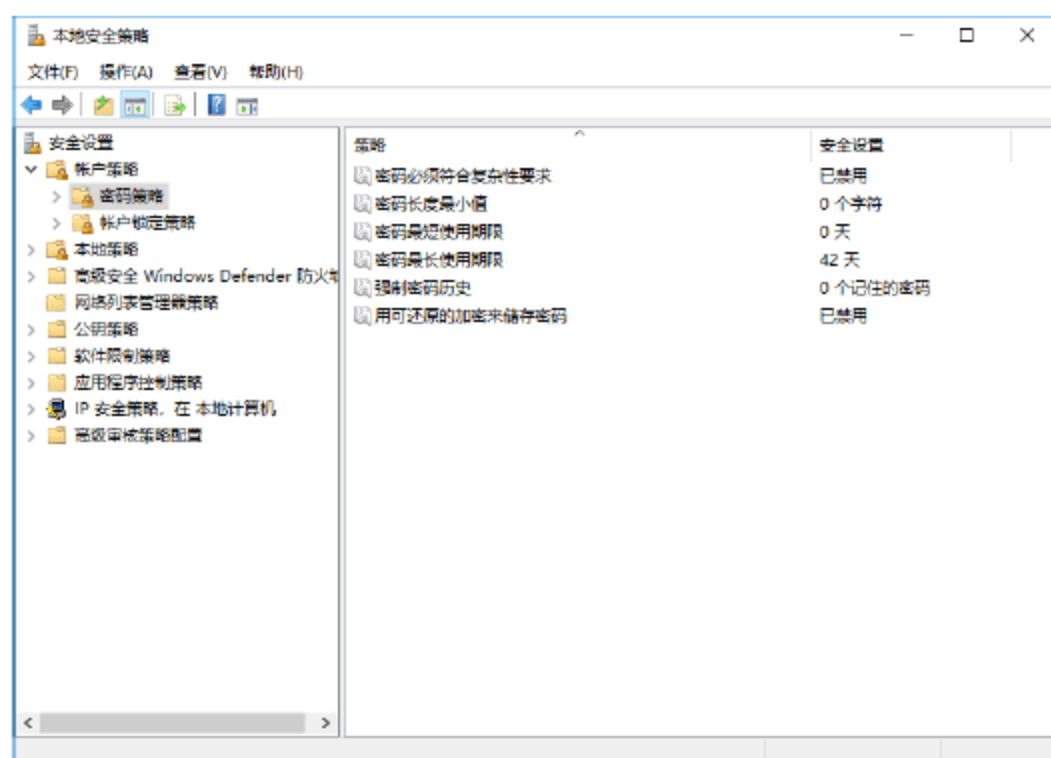 本地安全策略
文件(F) 操作(A) 查看(V) 帮助(H)
安全设置
帐户策略
密码策略
帐户锁定策略
本地策略
高级安全 Windows Defender 防火墙
网络列表管理器策略
公钥策略
软件限制策略
应用程序控制策略
IP 安全策略，在 本地计算机
高级审核策略配置
策略 安全设置
密码必须符合复杂性要求 已禁用
密码长度最小值 0 个字符
密码最短使用期限 0 天
密码最长使用期限 42 天
强制密码历史 0 个记住的密码
用可还原的加密来储存密码 已禁用